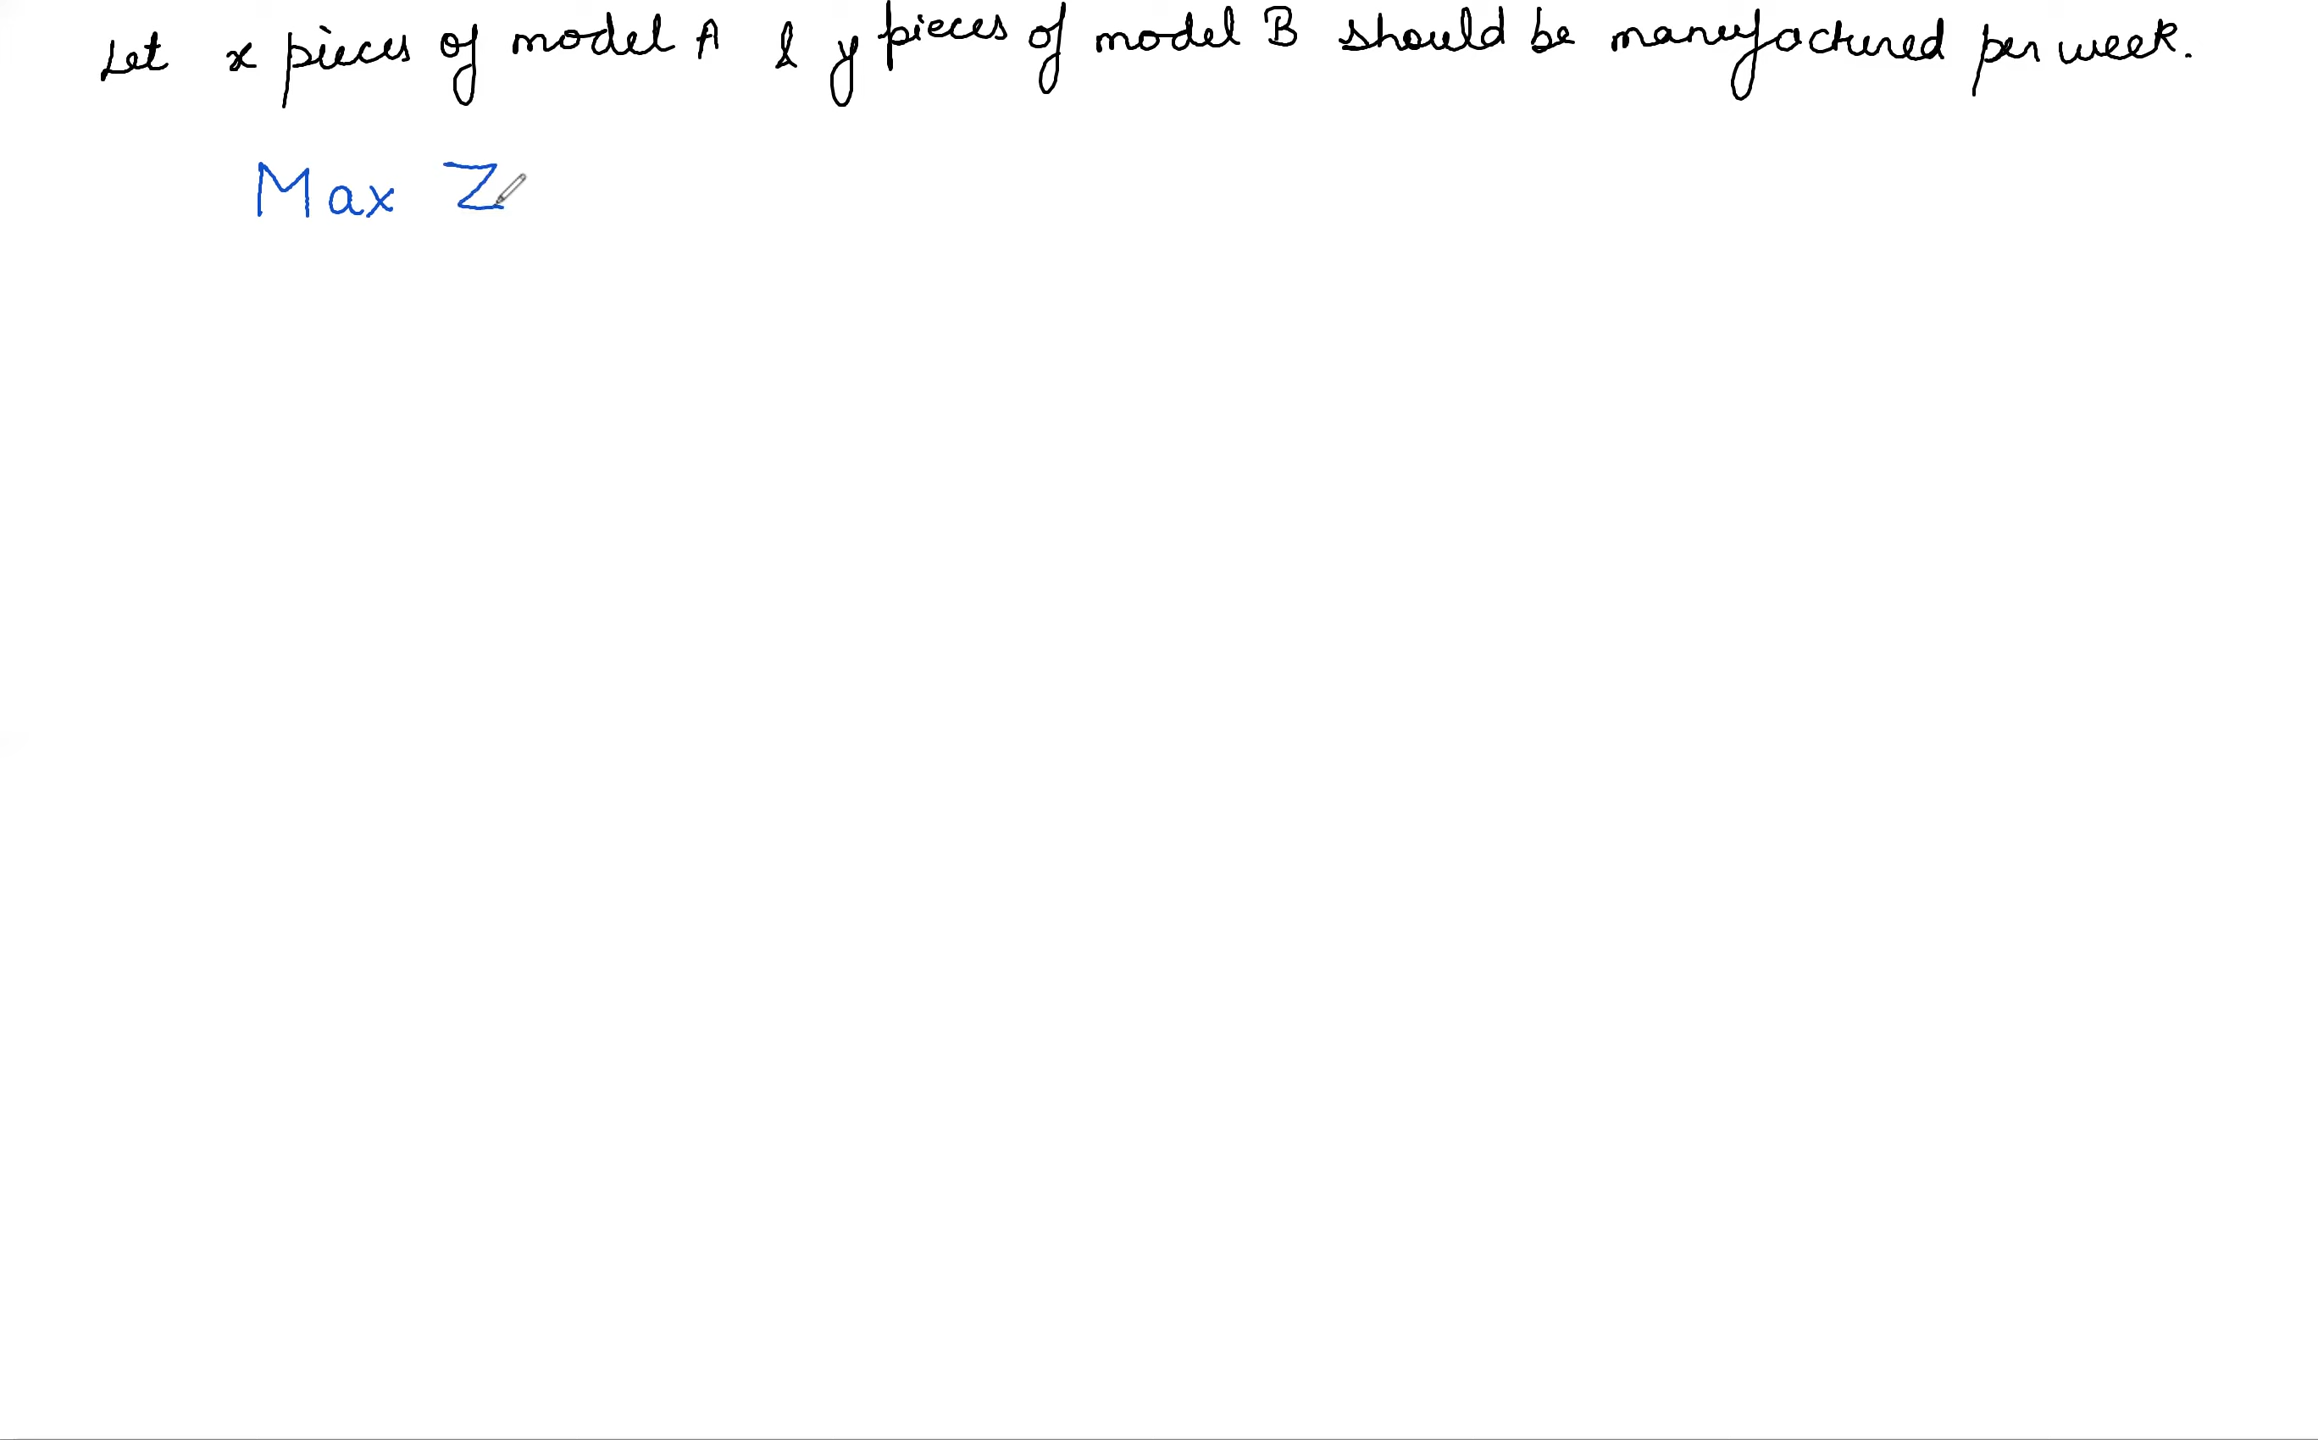 Let x pieces of model A & y pieces of model B should be manufactured per week.
Max Z